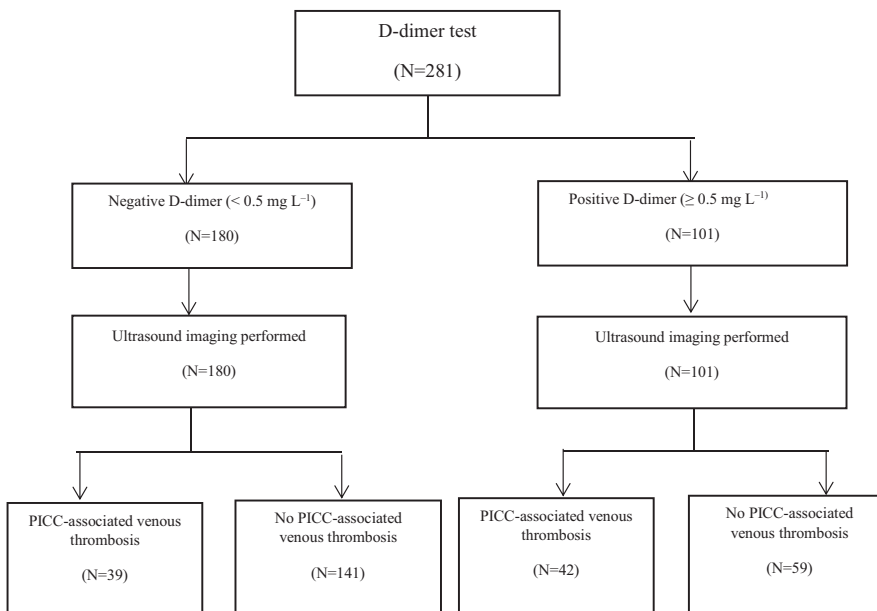 D-dimer test
(N=281)
Negative D-dimer (< 0.5 mg L⁻¹)
(N=180)
Positive D-dimer (≥ 0.5 mg L⁻¹⁾
(N=101)
Ultrasound imaging performed
(N=180)
Ultrasound imaging performed
(N=101)
PICC-associated venous
thrombosis
(N=39)
No PICC-associated
venous thrombosis
(N=141)
PICC-associated venous
thrombosis
(N=42)
No PICC-associated
venous thrombosis
(N=59)